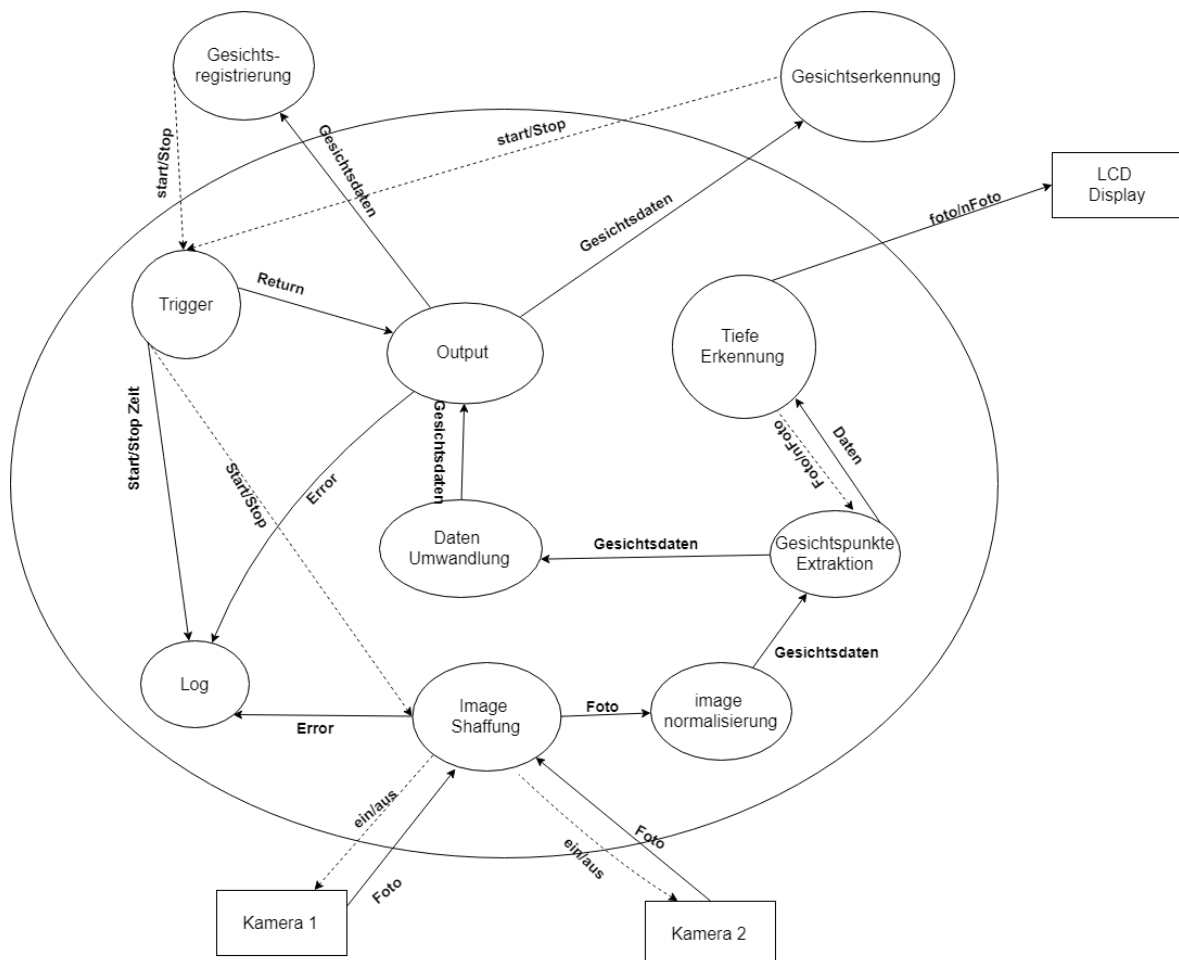 Gesichts-
registrierung
Gesichtserkennung
start/Stop
Gesichtsdaten
start/Stop
Gesichtsdaten
foto/nFoto
LCD
Display
Trigger
Return
Output
Tiefe
Erkennung
Start/Stop Zeit
Start/Stop
Error
Gesichtsdaten
Foto/nFoto
Daten
Daten
Umwandlung
Gesichtsdaten
Gesichtspunkte
Extraktion
Log
Error
Image
Shaffung
Foto
image
normalisierung
Gesichtsdaten
ein/aus
Foto
ein/aus
Foto
Kamera 1
Kamera 2